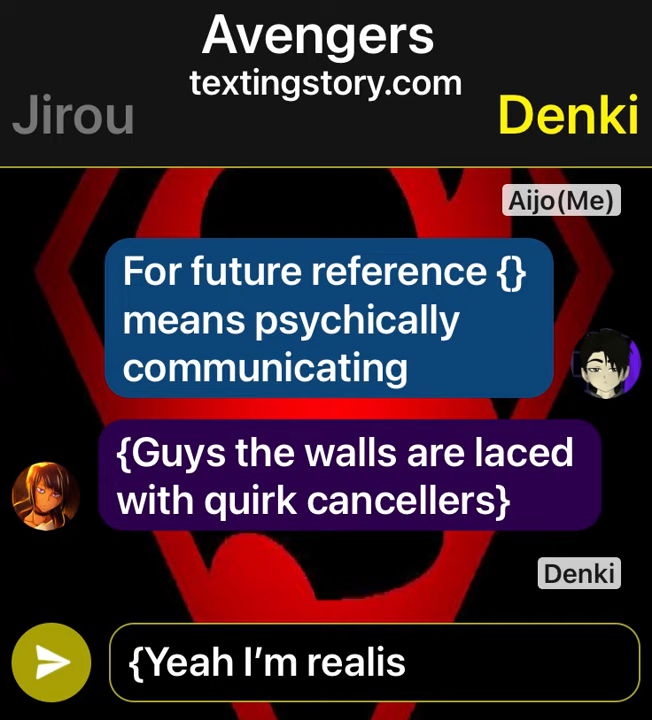 Avengers
textingstory.com
Jirou
Denki
Aijo(Me)
For future reference {}
means psychically
communicating
{Guys the walls are laced
with quirk cancellers}
Denki
{Yeah I’m realis